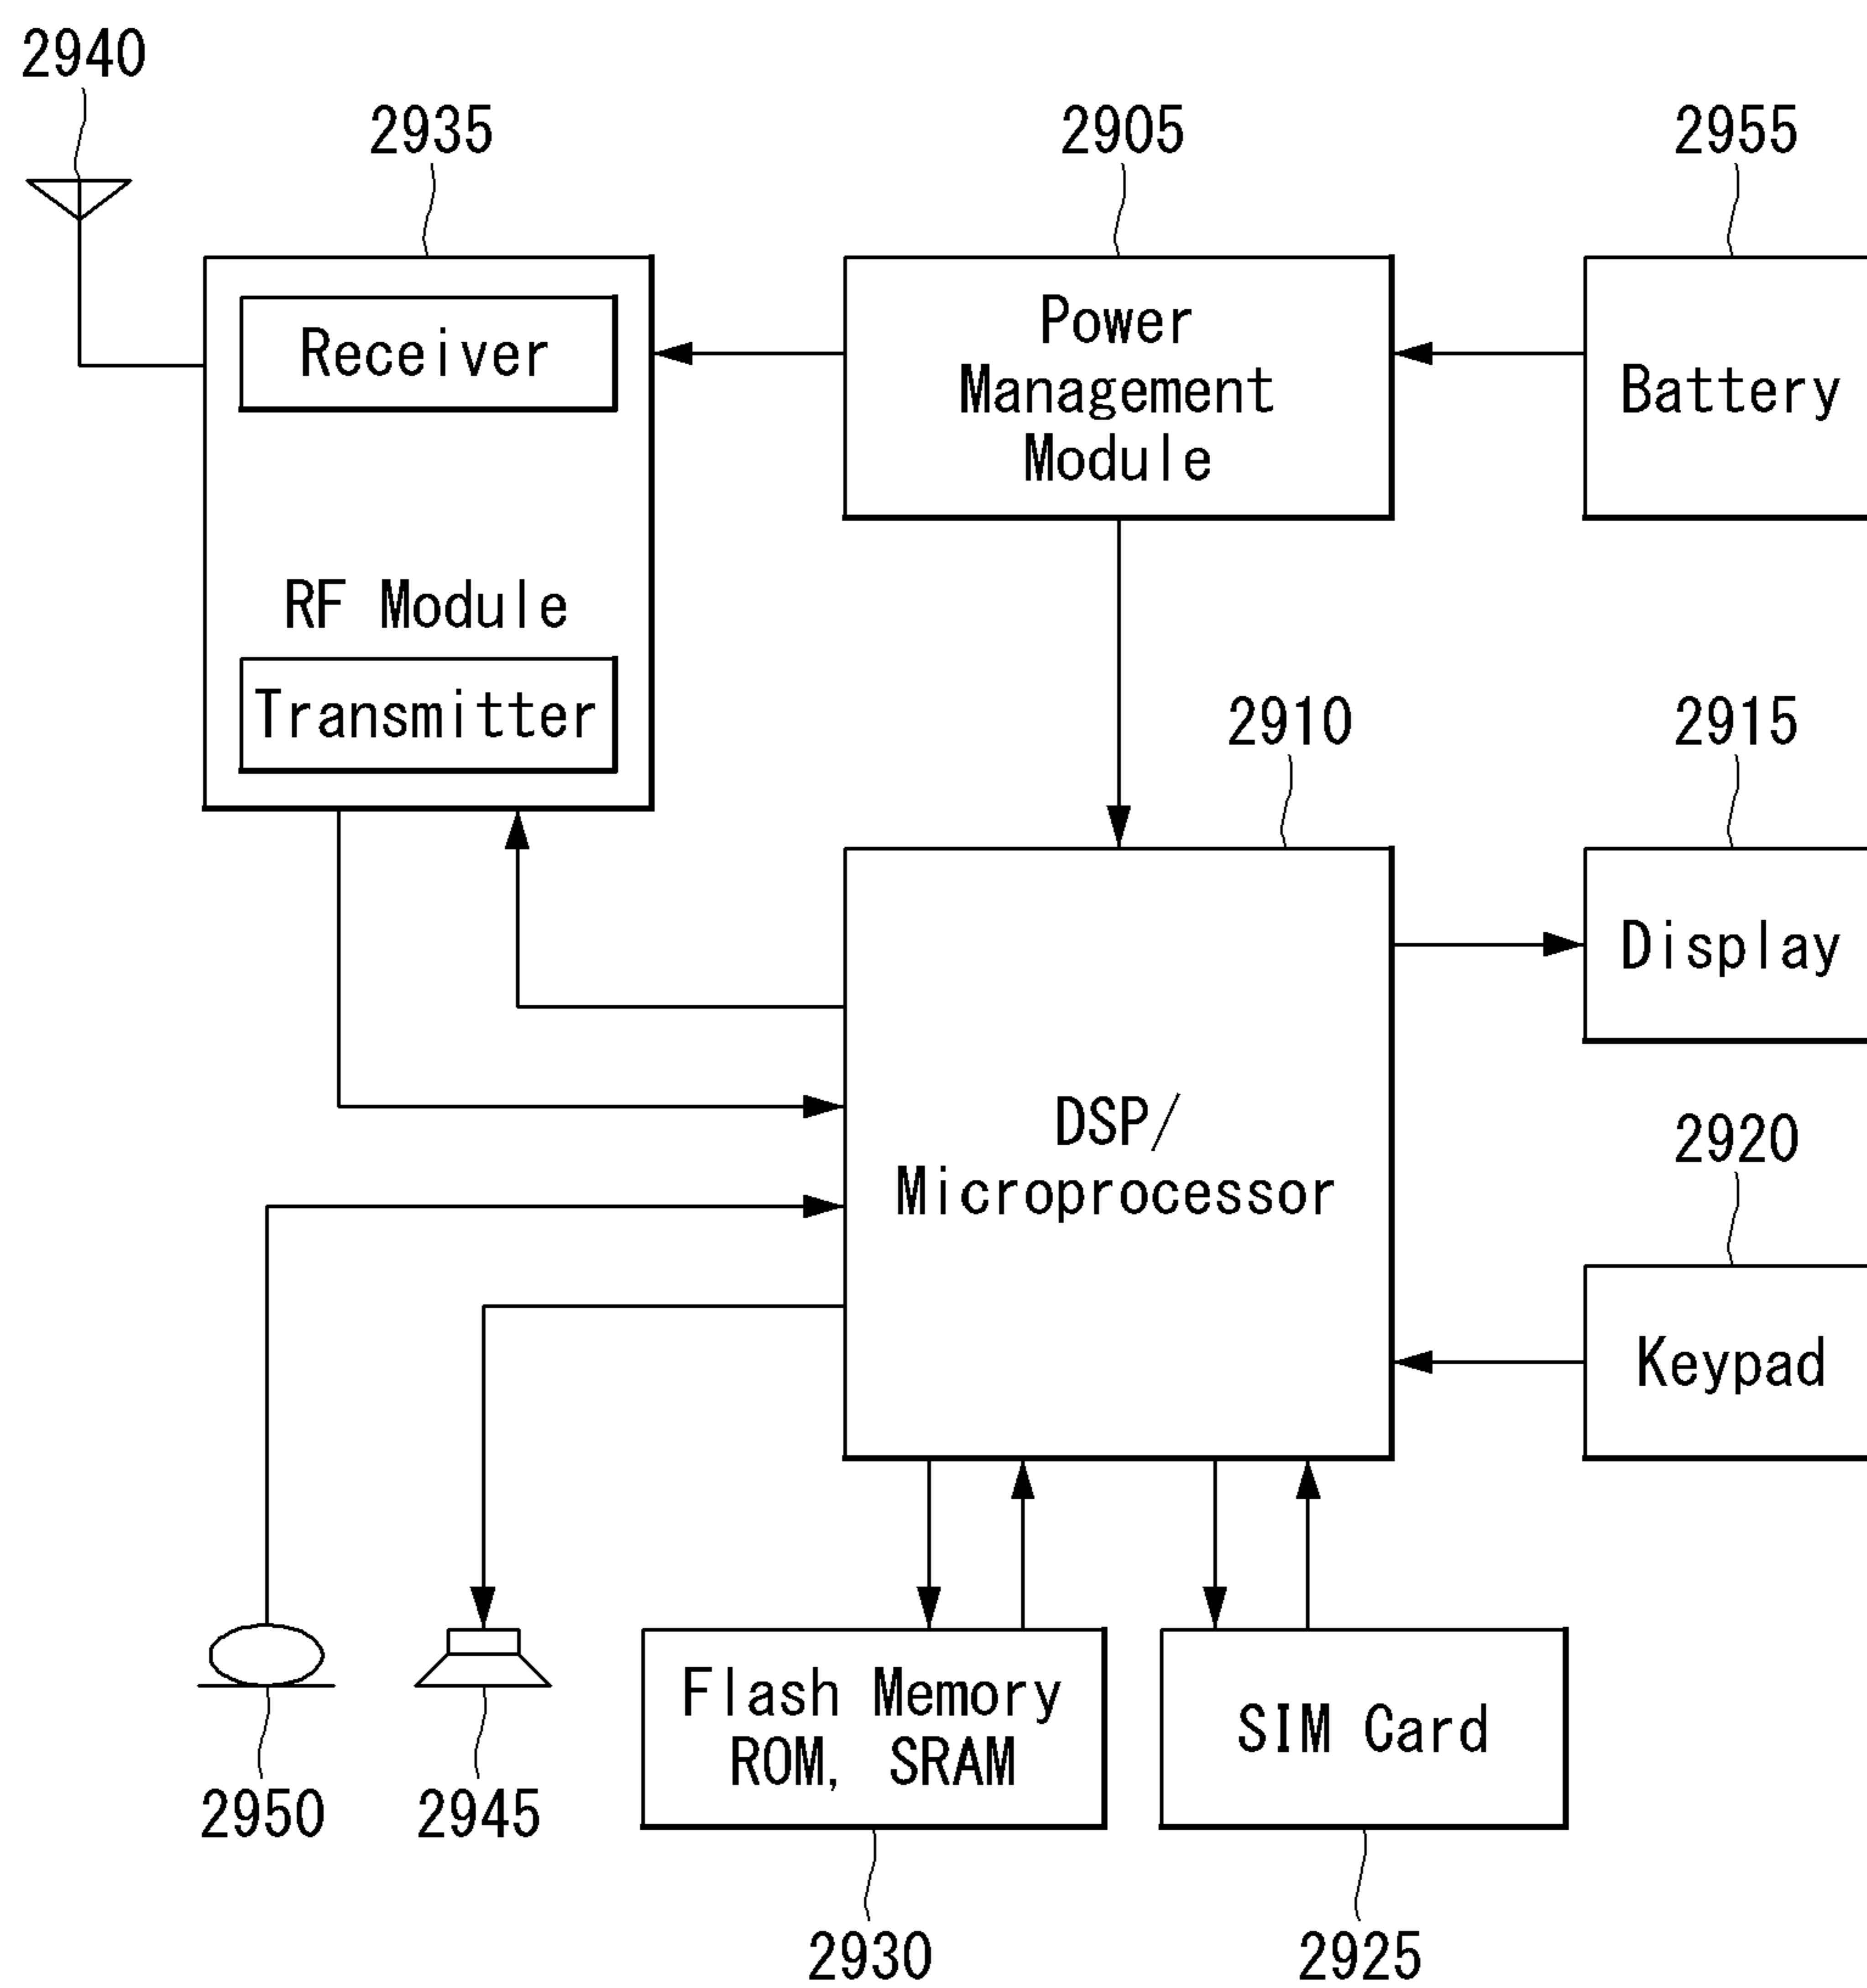 2940
2935
2905
2955
Receiver
RF Module
Transmitter
Power
Management
Module
Battery
2910
2915
DSP/
Microprocessor
Display
2920
Keypad
2950
2945
Flash Memory
ROM, SRAM
SIM Card
2930
2925